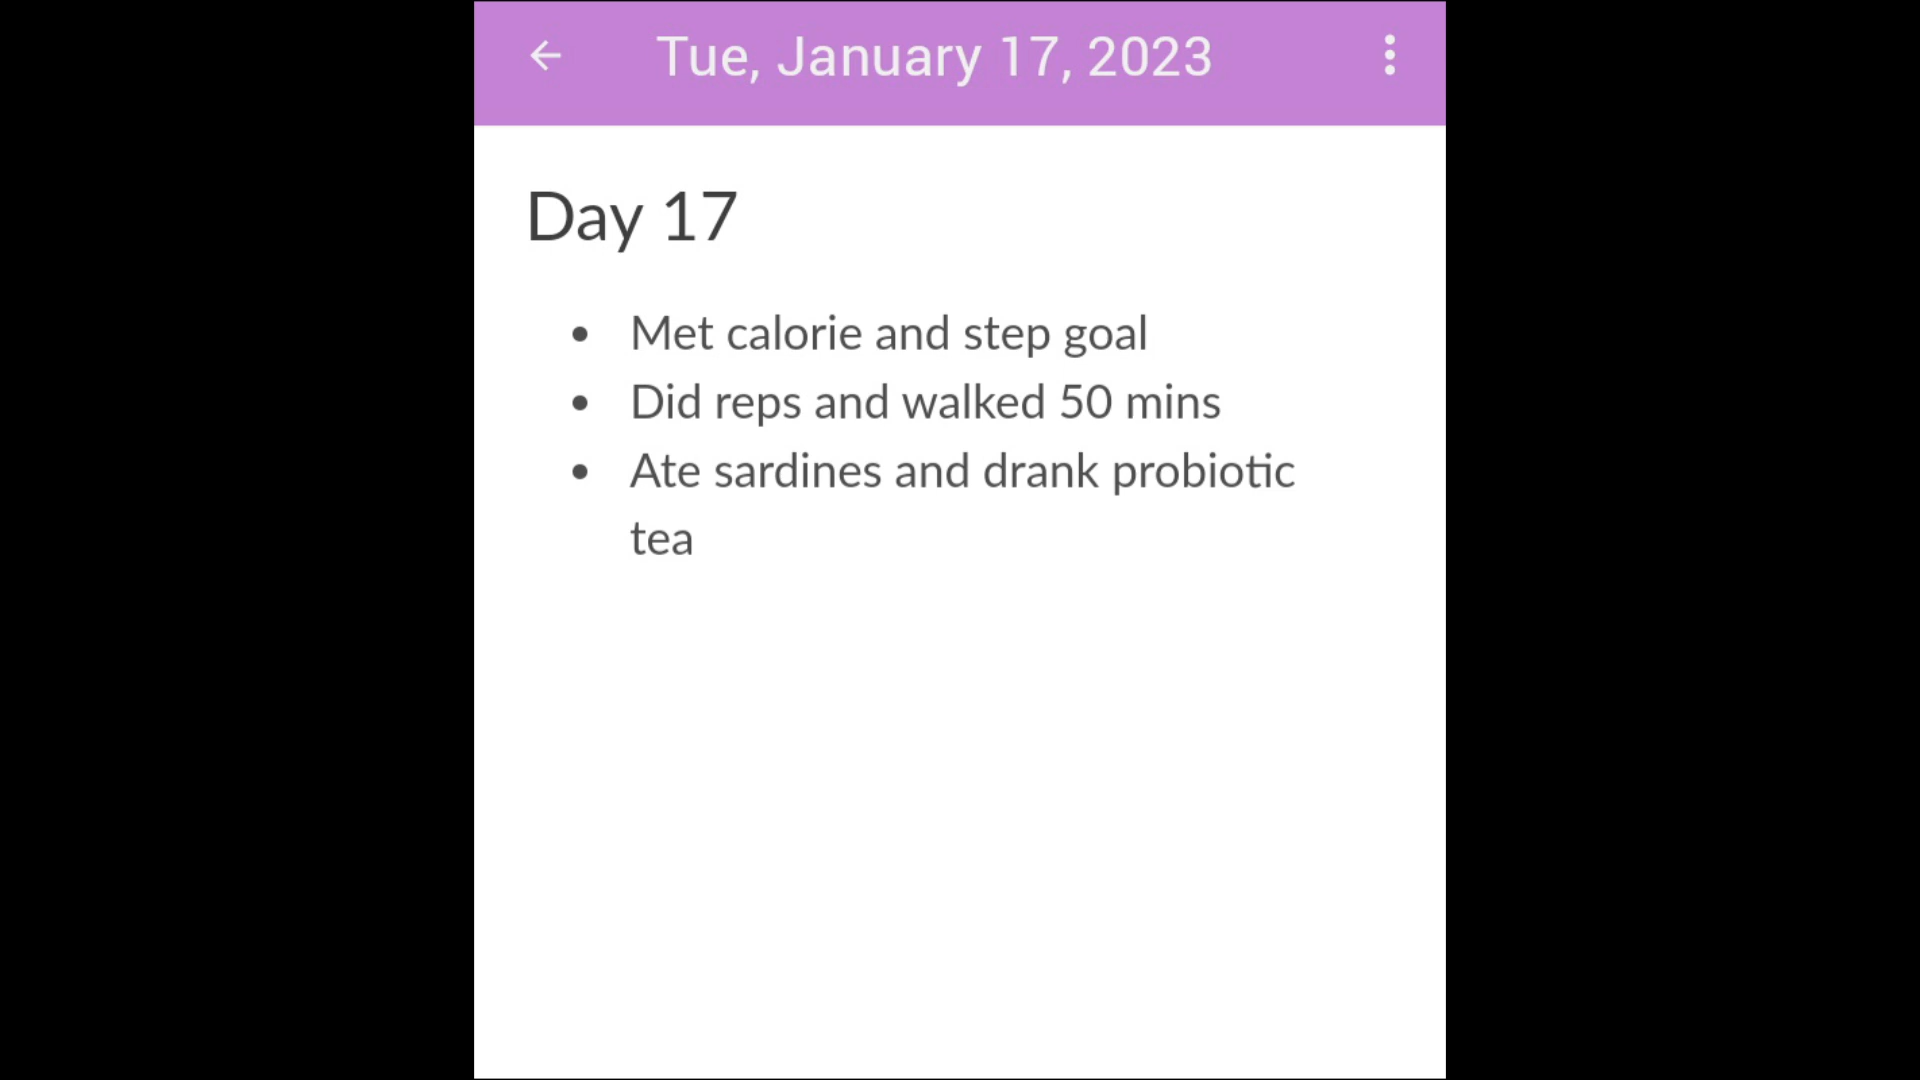 Tue, January 17, 2023
Day 17
• Met calorie and step goal
• Did reps and walked 50 mins
• Ate sardines and drank probiotic
tea